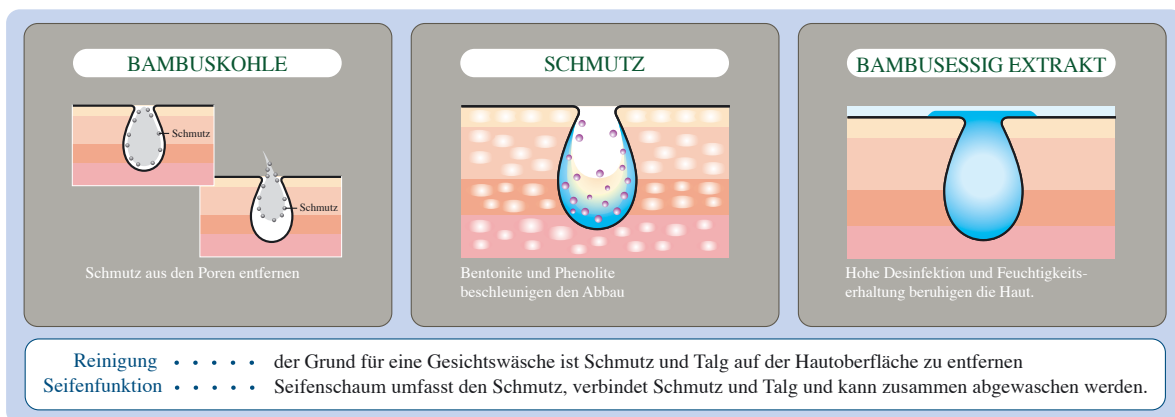 BAMBUSKOHLE
Schmutz
Schmutz
Schmutz aus den Poren entfernen
SCHMUTZ
Bentonite und Phenolite
beschleunigen den Abbau
BAMBUSESSIG EXTRAKT
Hohe Desinfektion und Feuchtigkeits-
erhaltung beruhigen die Haut.
Reinigung • • • • • der Grund für eine Gesichtswäsche ist Schmutz und Talg auf der Hautoberfläche zu entfernen
Seifenfunktion • • • • • Seifenschaum umfasst den Schmutz, verbindet Schmutz und Talg und kann zusammen abgewaschen werden.